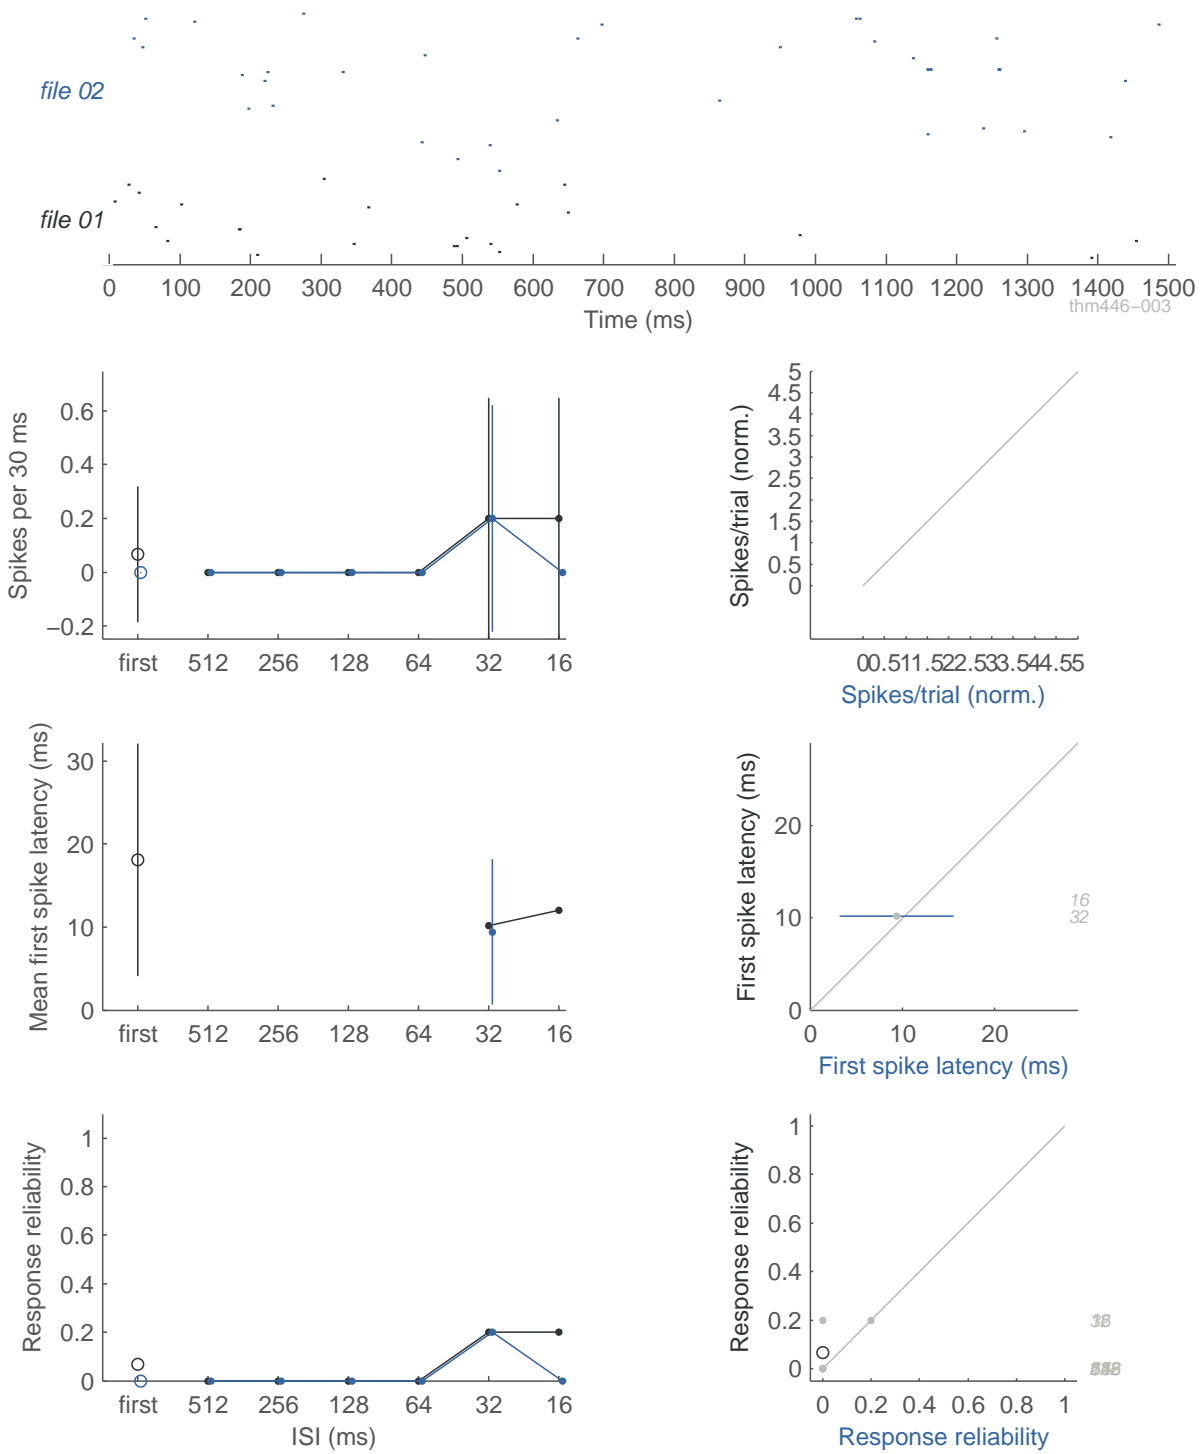 file 02
file 01
0 100 200 300 400 500 600 700 800 900 1000 1100 1200 1300 1400 1500
Time (ms)
thm446−003
Spikes per 30 ms
0.6
0.4
0.2
0
−0.2
first 512 256 128 64 32 16
Spikes/trial (norm.)
5
4.5
4
3.5
3
2.5
2
1.5
1
0.5
0
00.511.522.533.544.55
Spikes/trial (norm.)
Mean first spike latency (ms)
30
20
10
0
first 512 256 128 64 32 16
First spike latency (ms)
20
10
0
16
32
0 10 20
First spike latency (ms)
Response reliability
1
0.8
0.6
0.4
0.2
0
first 512 256 128 64 32 16
ISI (ms)
Response reliability
1
0.8
0.6
0.4
0.2
0
0 0.2 0.4 0.6 0.8 1
Response reliability